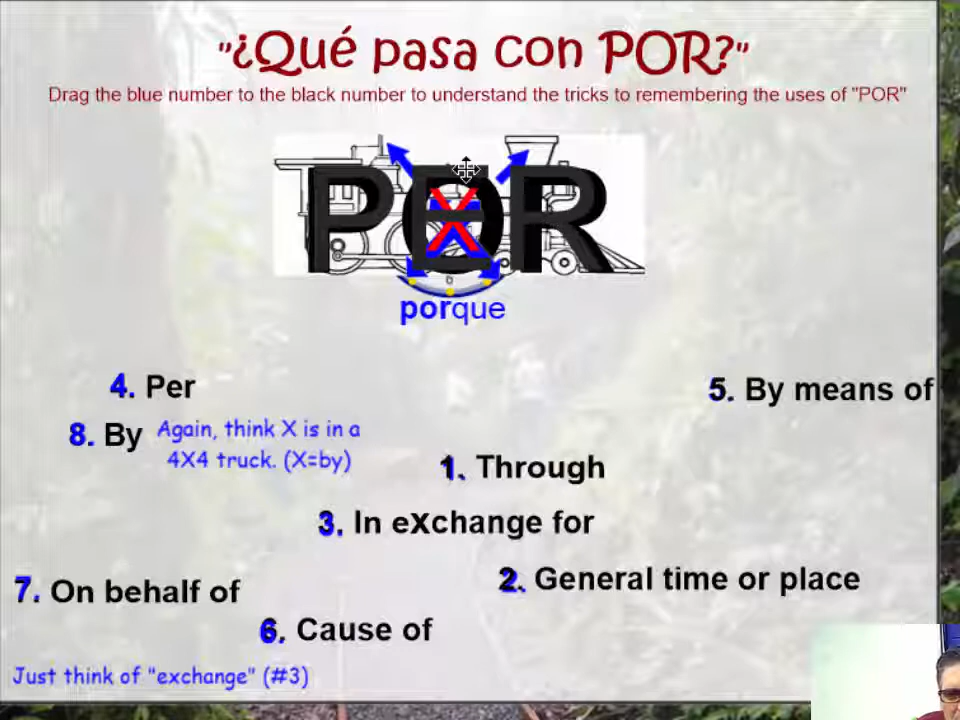 "¿Qué pasa con POR?"
Drag the blue number to the black number to understand the tricks to remembering the uses of "POR"
POR
porque
4. Per
5. By means of
8. By Again, think X is in a
4X4 truck. (X=by)
1. Through
3. In exchange for
2. General time or place
7. On behalf of
6. Cause of
Just think of "exchange" (#3)